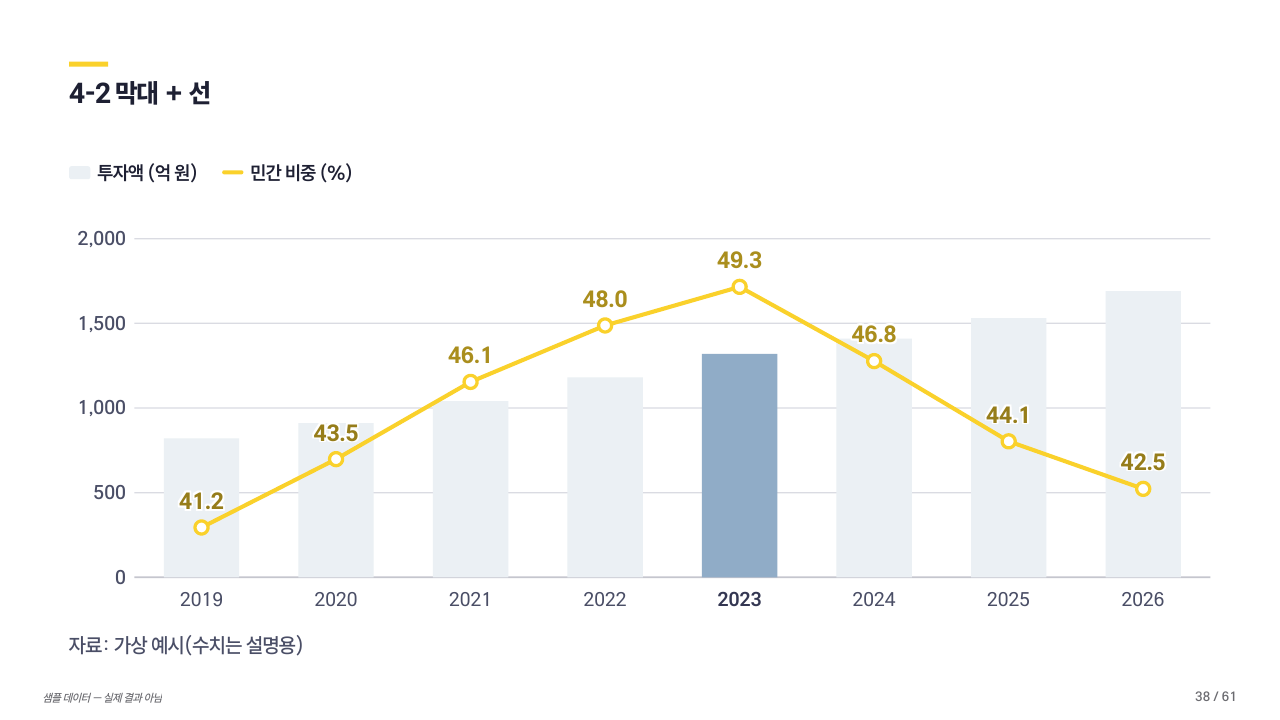 4-2 막대 + 선
투자액 (억 원) 민간 비중 (%)
2,000
1,500
1,000
500
0
41.2
43.5
46.1
48.0
49.3
46.8
44.1
42.5
2019 2020 2021 2022 2023 2024 2025 2026
자료: 가상 예시(수치는 설명용)
샘플 데이터 — 실제 결과 아님
38 / 61